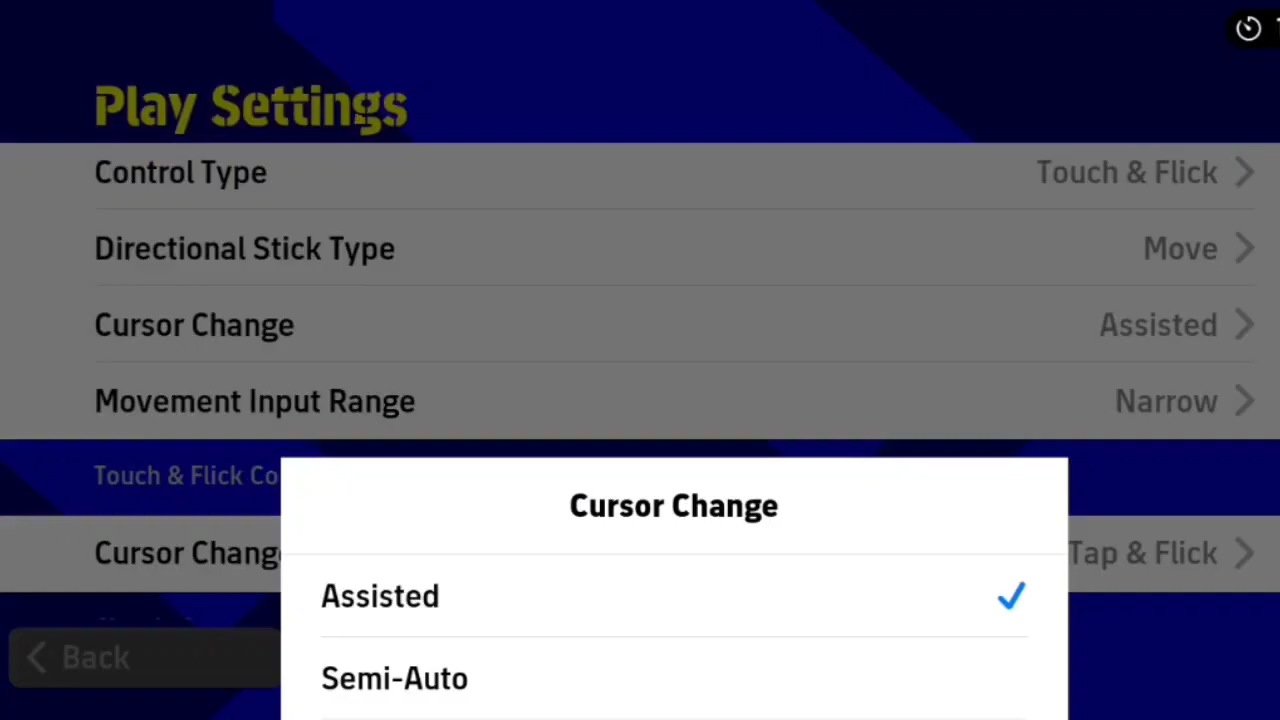 Play Settings
Control Type Touch & Flick
Directional Stick Type Move
Cursor Change Assisted
Movement Input Range Narrow
Touch & Flick Co
Cursor Change
Cursor Chang Tap & Flick
Assisted
Back
Semi-Auto